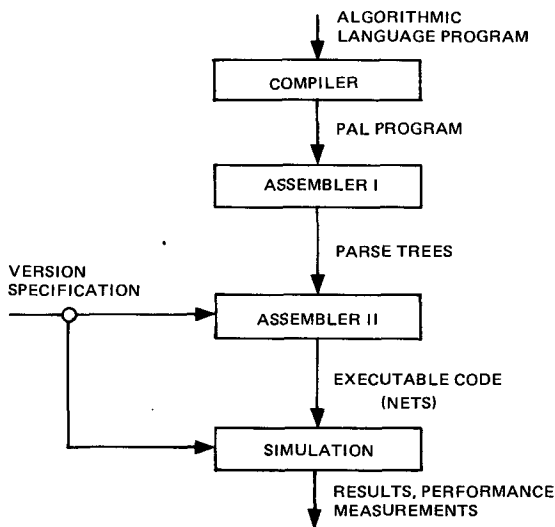 ALGORITHMIC
LANGUAGE PROGRAM
COMPILER
PAL PROGRAM
ASSEMBLER I
PARSE TREES
VERSION
SPECIFICATION
ASSEMBLER II
EXECUTABLE CODE
(NETS)
SIMULATION
RESULTS, PERFORMANCE
MEASUREMENTS